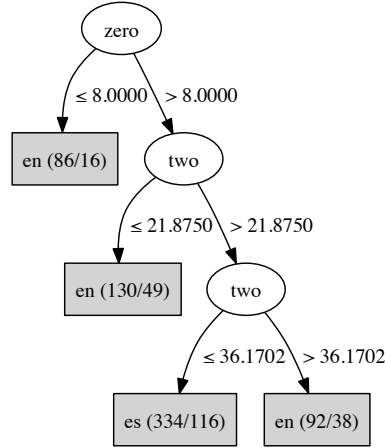 zero
≤ 8.0000
> 8.0000
en (86/16)
two
≤ 21.8750
> 21.8750
en (130/49)
two
≤ 36.1702
> 36.1702
es (334/116)
en (92/38)